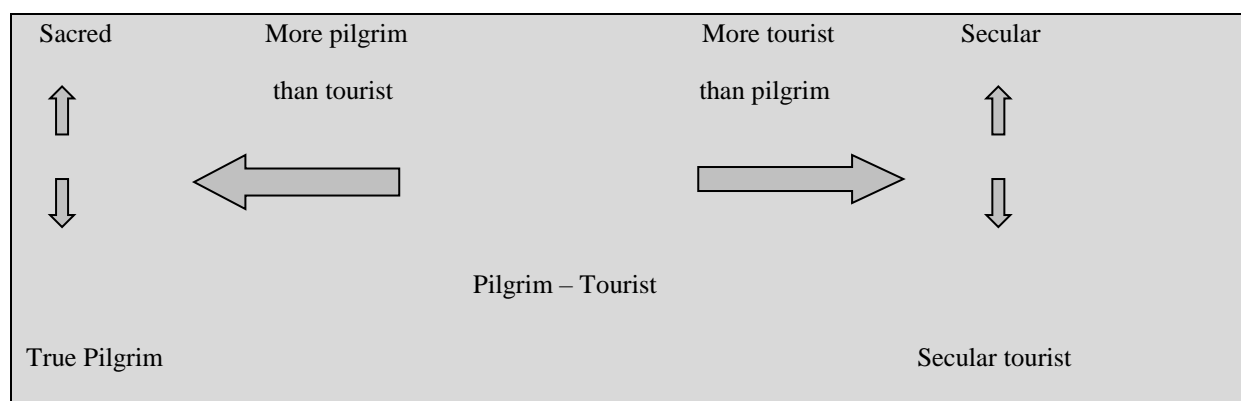 Sacred More pilgrim More tourist Secular
than tourist than pilgrim
Pilgrim – Tourist
True Pilgrim Secular tourist